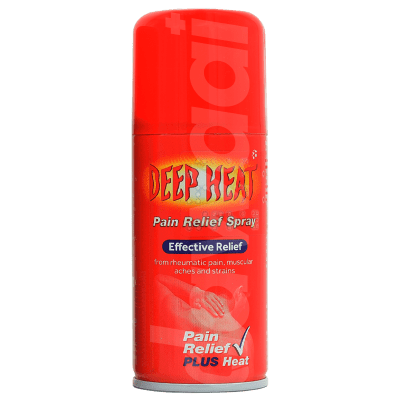 DEEP HEAT
Pain Relief Spray
Effective Relief
from rheumatic pain, muscular
aches and strains
Pain
Relief
PLUS Heat